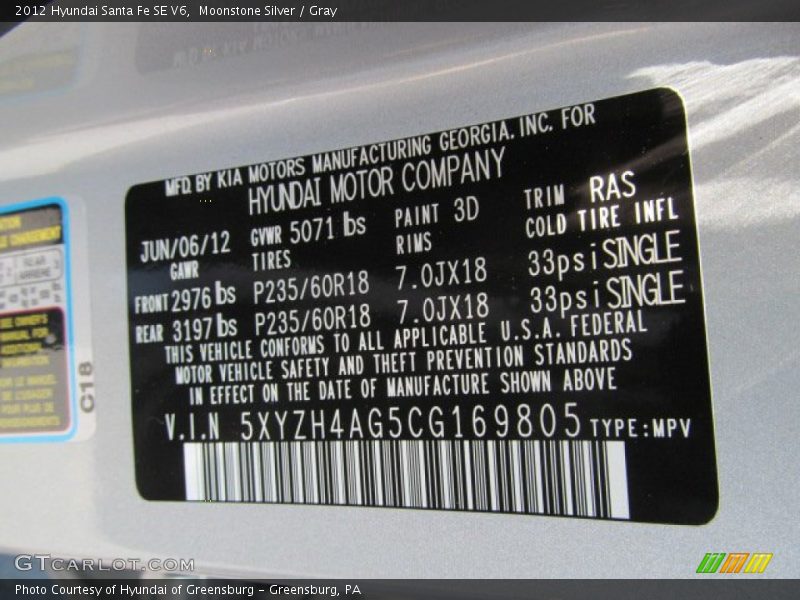 2012 Hyundai Santa Fe SE V6, Moonstone Silver / Gray
MFD. BY KIA MOTORS MANUFACTURING GEORGIA, INC. FOR
HYUNDAI MOTOR COMPANY
JUN/06/12 GVWR 5071 lbs PAINT 3D TRIM RAS
GAWR TIRES RIMS COLD TIRE INFL
FRONT 2976 lbs P235/60R18 7.0JX18 33psi SINGLE
REAR 3197 lbs P235/60R18 7.0JX18 33psi SINGLE
THIS VEHICLE CONFORMS TO ALL APPLICABLE U.S.A. FEDERAL
MOTOR VEHICLE SAFETY AND THEFT PREVENTION STANDARDS
IN EFFECT ON THE DATE OF MANUFACTURE SHOWN ABOVE
V.I.N 5XYZH4AG5CG169805 TYPE:MPV
C18
GTCARLOT.COM
Photo Courtesy of Hyundai of Greensburg – Greensburg, PA